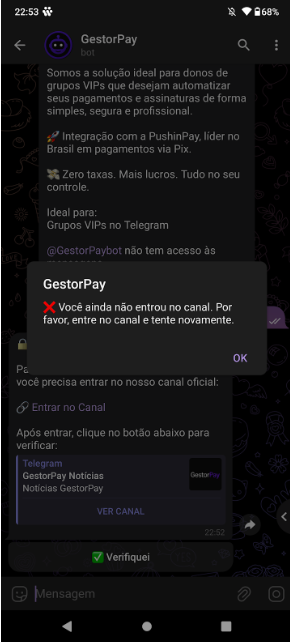 22:53
68%
GestorPay
bot
Somos a solução ideal para donos de
grupos VIPs que desejam automatizar
seus pagamentos e assinaturas de forma
simples, segura e profissional.
🚀 Integração com a PushinPay, líder no
Brasil em pagamentos via Pix.
💸 Zero taxas. Mais lucros. Tudo no seu
controle.
Ideal para:
Grupos VIPs no Telegram
@GestorPaybot não tem acesso às
GestorPay
❌ Você ainda não entrou no canal. Por
favor, entre no canal e tente novamente.
OK
Pa
você precisa entrar no nosso canal oficial:
🔗 Entrar no Canal
Após entrar, clique no botão abaixo para
verificar:
Telegram
GestorPay Notícias
Notícias GestorPay
GestorPay
VER CANAL
22:52
✅ Verifiquei
Mensagem